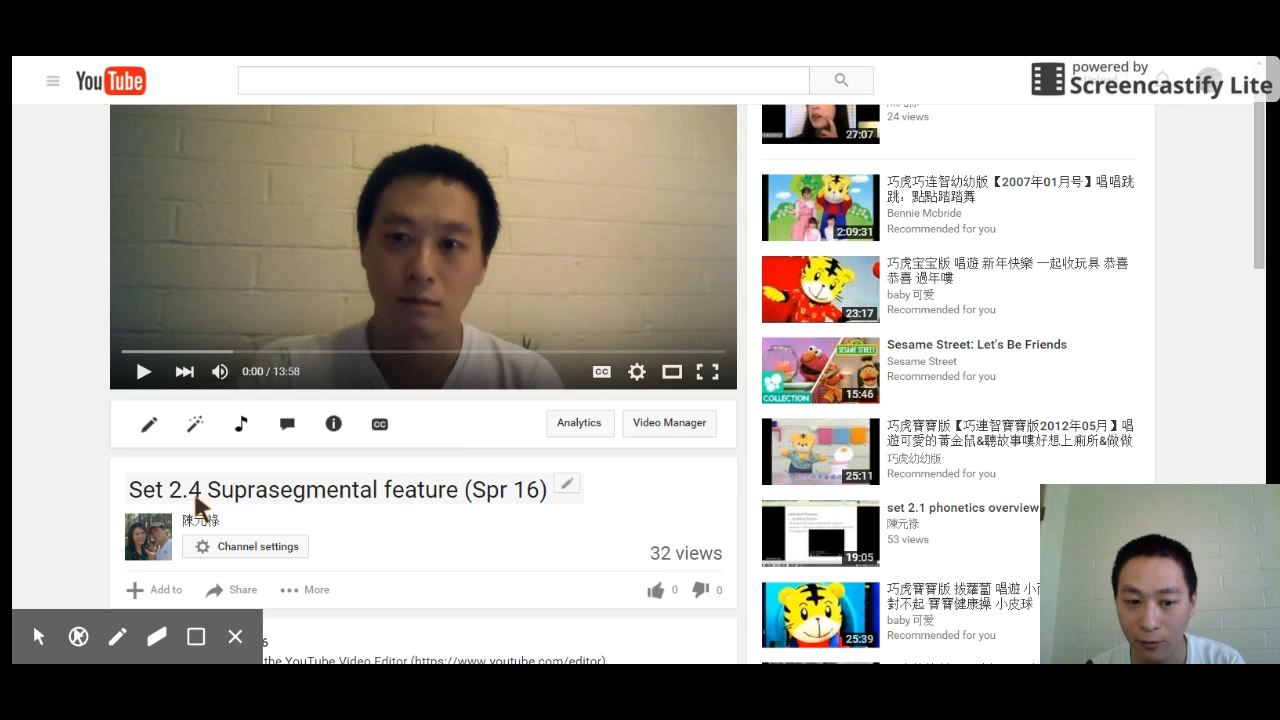 YouTube
powered by
Screencastify Lite
27:07
24 views
0:00 / 13:58
CC
CC
Analytics
Video Manager
Set 2.4 Suprasegmental feature (Spr 16)
陳元祿
Channel settings
32 views
Add to
Share
More
0
0
6
the YouTube Video Editor (https://www.youtube.com/editor)
2:09:31
巧虎巧连智幼幼版【2007年01月号】唱唱跳
跳：點點踏踏舞
Bennie Mcbride
Recommended for you
23:17
巧虎宝宝版 唱遊 新年快樂 一起收玩具 恭喜
恭喜 過年嘍
baby 可爱
Recommended for you
SESAME STREET
COLLECTION
15:46
Sesame Street: Let's Be Friends
Sesame Street
Recommended for you
25:11
巧虎寶寶版【巧連智寶寶版2012年05月】唱
遊可愛的黃金鼠&聽故事嘍好想上廁所&做做
巧虎幼幼版
Recommended for you
19:05
set 2.1 phonetics overview
陳元祿
53 views
25:39
巧虎寶寶版 拔蘿蔔 唱遊
對不起 寶寶健康操 小皮球
baby 可爱
Recommended for you